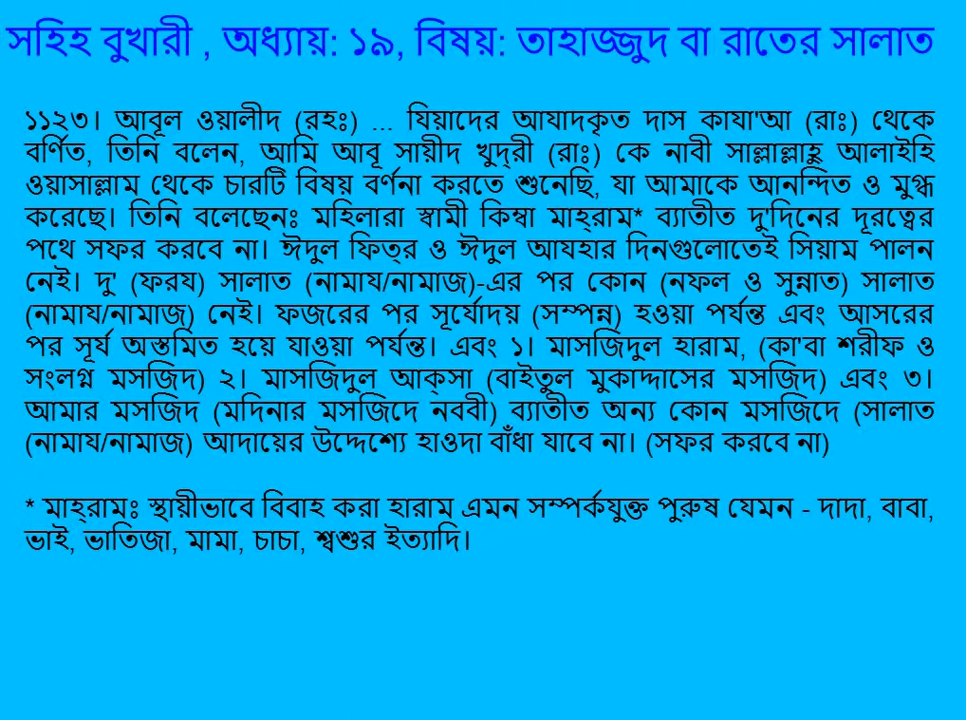 সহিহ বুখারী , অধ্যায়: ১৯, বিষয়: তাহাজ্জুদ বা রাতের সালাত
১১২৩। আবূল ওয়ালীদ (রহঃ) ... যিয়াদের আযাদকৃত দাস কাযা'আ (রাঃ) থেকে
বর্ণিত, তিনি বলেন, আমি আবূ সায়ীদ খুদ্‌রী (রাঃ) কে নাবী সাল্লাল্লাহু আলাইহি
ওয়াসাল্লাম থেকে চারটি বিষয় বর্ণনা করতে শুনেছি, যা আমাকে আনন্দিত ও মুগ্ধ
করেছে। তিনি বলেছেনঃ মহিলারা স্বামী কিম্বা মাহ্‌রাম* ব্যাতীত দু'দিনের দূরত্বের
পথে সফর করবে না। ঈদুল ফিত্‌র ও ঈদুল আযহার দিনগুলোতেই সিয়াম পালন
নেই। দু' (ফরয) সালাত (নামায/নামাজ)-এর পর কোন (নফল ও সুন্নাত) সালাত
(নামায/নামাজ) নেই। ফজরের পর সূর্যোদয় (সম্পন্ন) হওয়া পর্যন্ত এবং আসরের
পর সূর্য অস্তমিত হয়ে যাওয়া পর্যন্ত। এবং ১। মাসজিদুল হারাম, (কা'বা শরীফ ও
সংলগ্ন মসজিদ) ২। মাসজিদুল আক্‌সা (বাইতুল মুকাদ্দাসের মসজিদ) এবং ৩।
আমার মসজিদ (মদিনার মসজিদে নববী) ব্যাতীত অন্য কোন মসজিদে (সালাত
(নামায/নামাজ) আদায়ের উদ্দেশ্যে হাওদা বাঁধা যাবে না। (সফর করবে না)
* মাহ্‌রামঃ স্থায়ীভাবে বিবাহ করা হারাম এমন সম্পর্কযুক্ত পুরুষ যেমন - দাদা, বাবা,
ভাই, ভাতিজা, মামা, চাচা, শ্বশুর ইত্যাদি।